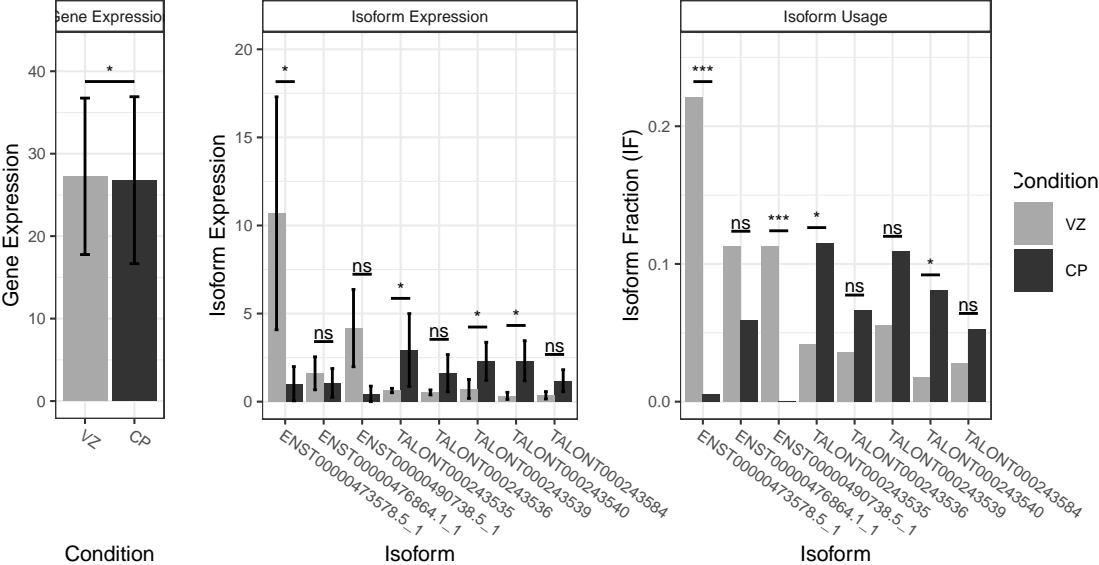 Gene Expression
Isoform Expression
Isoform Usage
Gene Expression
40
30
20
10
0
*
VZ
CP
Condition
Isoform Expression
20
15
10
5
0
*
ns
ns
*
ns
*
*
ns
ENST00000473578.5_1
ENST00000476864.1_1
ENST00000490738.5_1
TALONT000243535
TALONT000243536
TALONT000243539
TALONT000243540
TALONT000243584
Isoform
Isoform Fraction (IF)
0.2
0.1
0.0
***
ns
***
*
ns
ns
*
ns
ENST00000473578.5_1
ENST00000476864.1_1
ENST00000490738.5_1
TALONT000243535
TALONT000243536
TALONT000243539
TALONT000243540
TALONT000243584
Isoform
Condition
VZ
CP